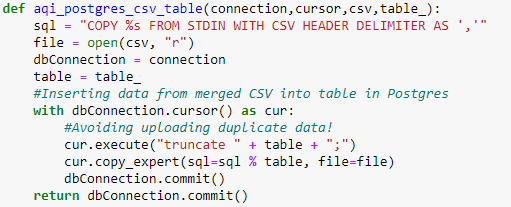 def aqi_postgres_csv_table(connection,cursor,csv,table_):
    sql = "COPY %s FROM STDIN WITH CSV HEADER DELIMITER AS ','"
    file = open(csv, "r")
    dbConnection = connection
    table = table_
    #Inserting data from merged CSV into table in Postgres
    with dbConnection.cursor() as cur:
        #Avoiding uploading duplicate data!
        cur.execute("truncate " + table + ";")
        cur.copy_expert(sql=sql % table, file=file)
        dbConnection.commit()
    return dbConnection.commit()